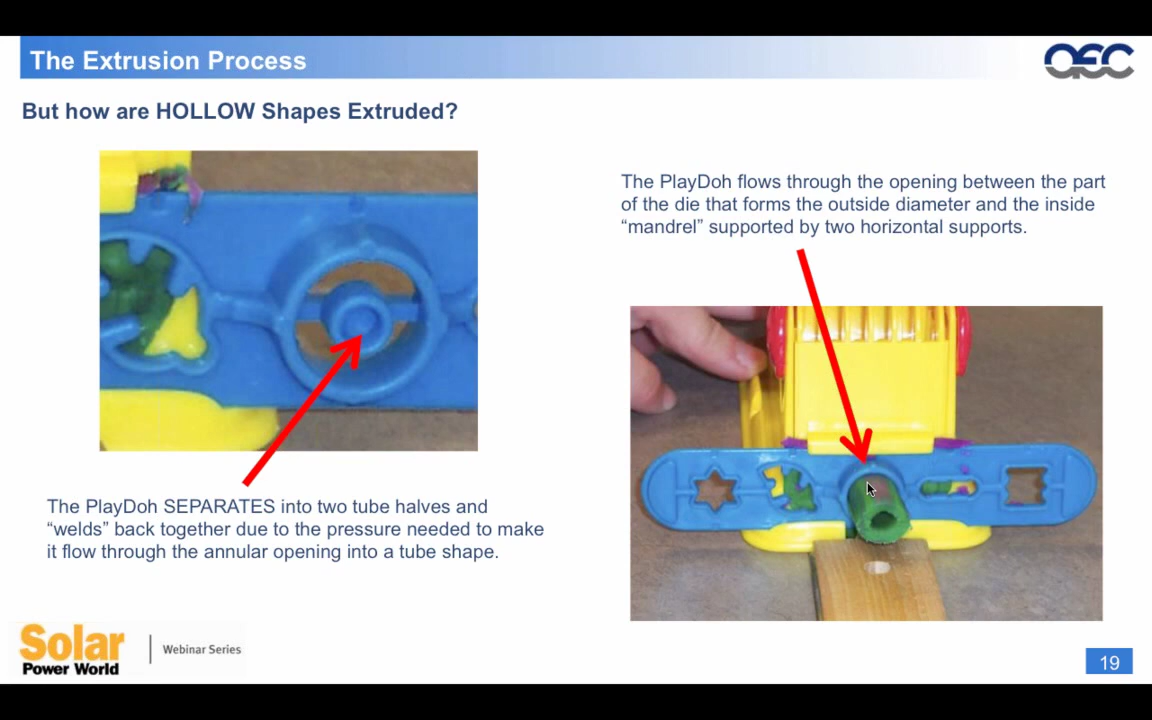 The Extrusion Process
AEC
But how are HOLLOW Shapes Extruded?
The PlayDoh flows through the opening between the part
of the die that forms the outside diameter and the inside
“mandrel” supported by two horizontal supports.
The PlayDoh SEPARATES into two tube halves and
“welds” back together due to the pressure needed to make
it flow through the annular opening into a tube shape.
Solar
Power World
Webinar Series
19